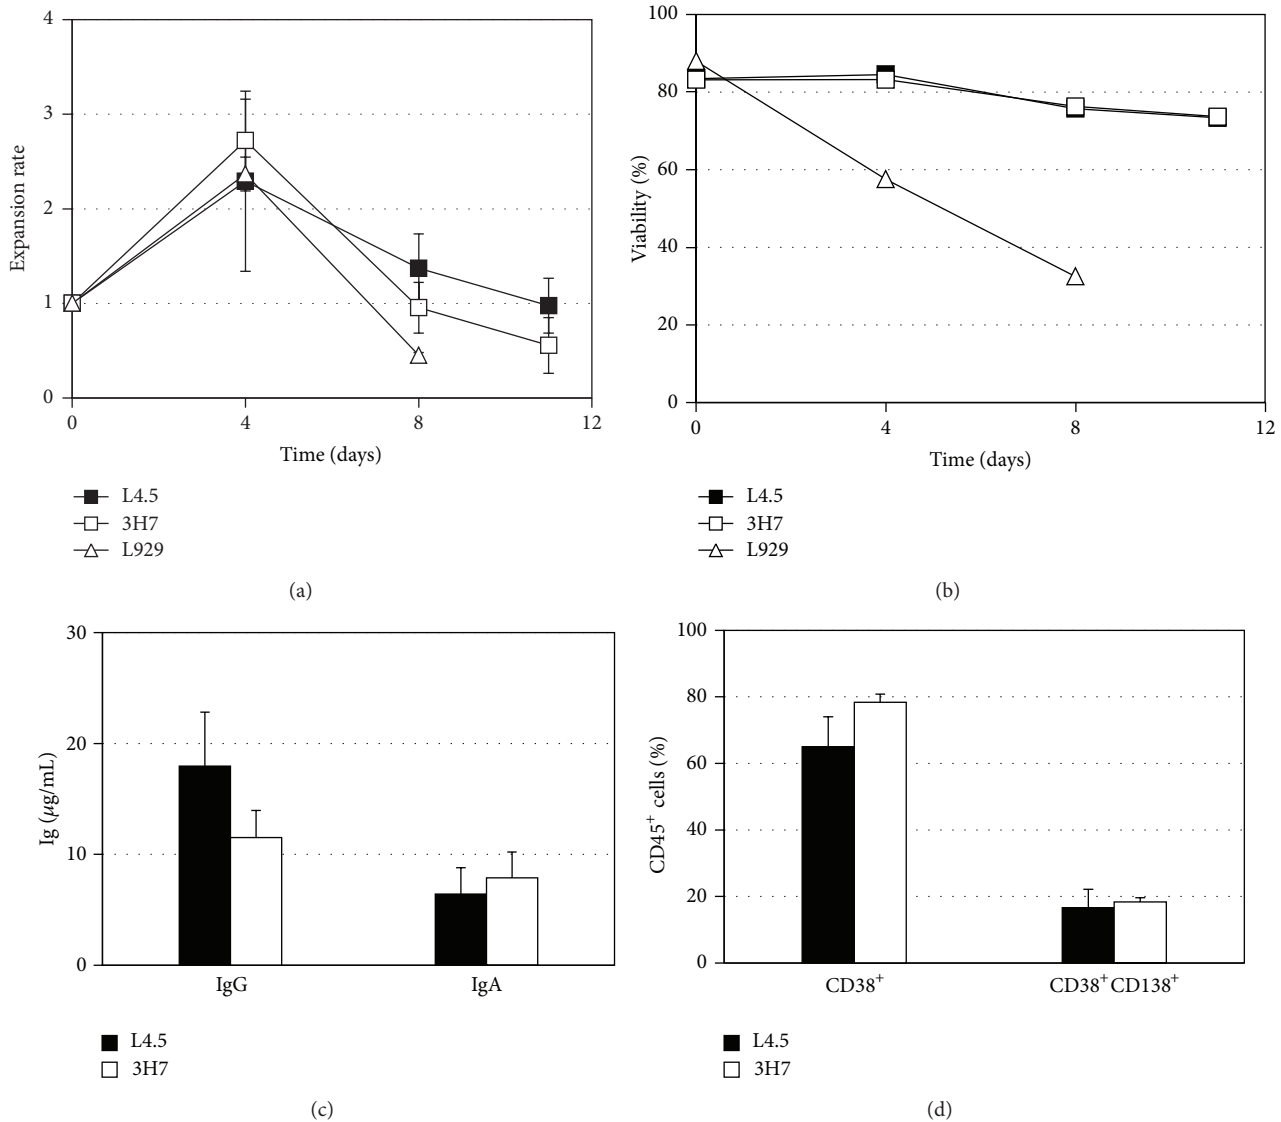 4
3
2
1
0
Expansion rate
0 4 8 12
Time (days)
L4.5
3H7
L929
(a)
100
80
60
40
20
0
Viability (%)
0 4 8 12
Time (days)
L4.5
3H7
L929
(b)
30
20
10
0
Ig (μg/mL)
IgG IgA
L4.5
3H7
(c)
100
80
60
40
20
0
CD45⁺ cells (%)
CD38⁺ CD38⁺CD138⁺
L4.5
3H7
(d)